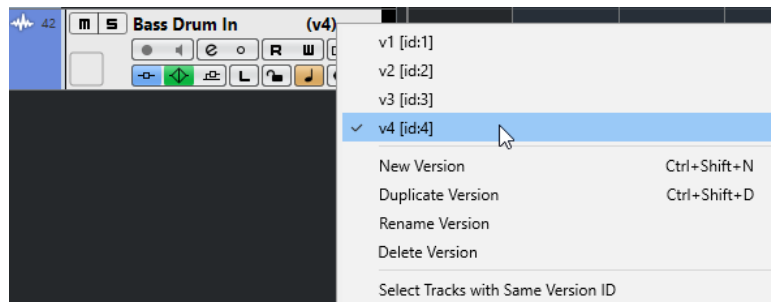 42 m S Bass Drum In (v4)
e R W
L
v1 [id:1]
v2 [id:2]
v3 [id:3]
v4 [id:4]
New Version Ctrl+Shift+N
Duplicate Version Ctrl+Shift+D
Rename Version
Delete Version
Select Tracks with Same Version ID